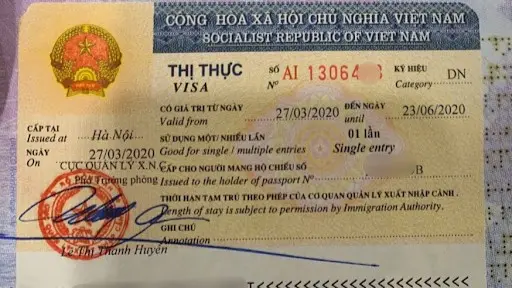 CỘNG HÒA XÃ HỘI CHỦ NGHĨA VIỆT NAM
SOCIALIST REPUBLIC OF VIET NAM
THỊ THỰC
VISA
SỐ AI 13064
Nº
KÝ HIỆU
Category DN
CÓ GIÁ TRỊ TỪ NGÀY
Valid from 27/03/2020
ĐẾN NGÀY
until 23/06/2020
CẤP TẠI
Issued at Hà Nội
NGÀY
On 27/03/2020
SỬ DỤNG MỘT/ NHIỀU LẦN
Good for single / multiple entries
01 lần
Single entry
CỤC QUẢN LÝ X.N.C
Phó Trưởng phòng
CẤP CHO NGƯỜI MANG HỘ CHIẾU SỐ
Issued to the holder of passport Nº B
THỜI HẠN TẠM TRÚ THEO PHÉP CỦA CƠ QUAN QUẢN LÝ XUẤT NHẬP CẢNH .
Length of stay is subject to permission by Immigration Authority.
GHI CHÚ
Annotation
Thị Thanh Huyền